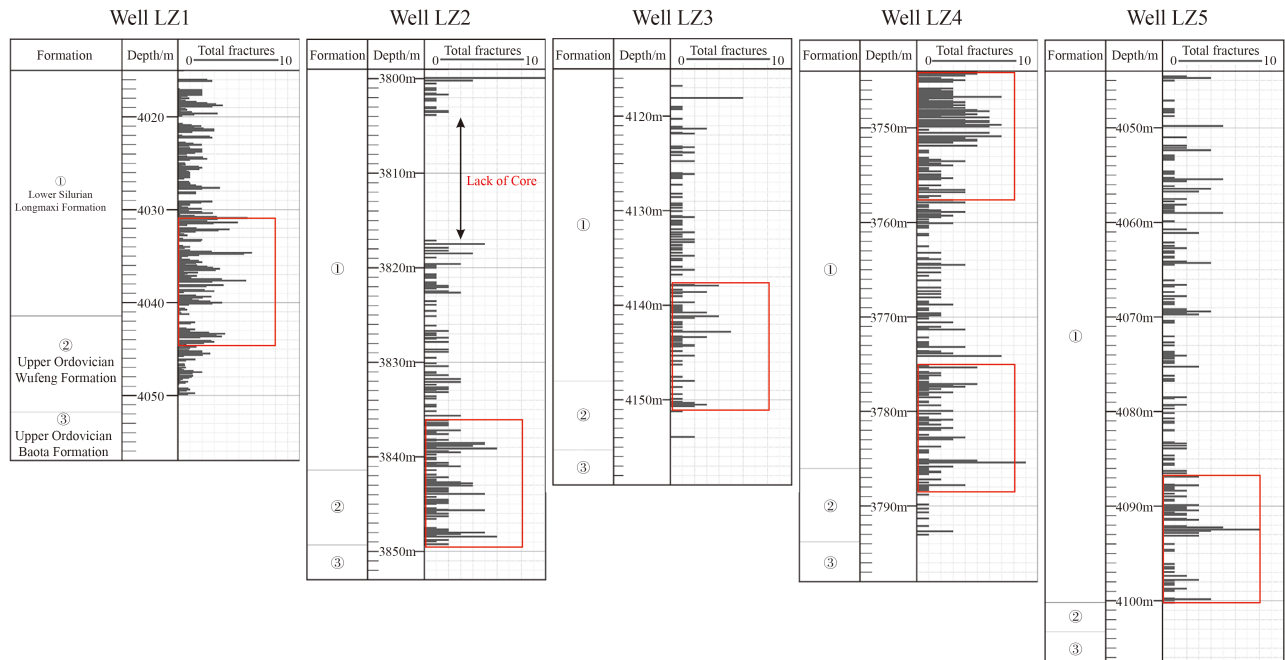 Well LZ1
Formation
Depth/m
Total fractures
0 10
①
Lower Silurian
Longmaxi Formation
②
Upper Ordovician
Wufeng Formation
③
Upper Ordovician
Baota Formation
4020
4030
4040
4050
Well LZ2
Formation
Depth/m
Total fractures
0 10
①
②
③
3800m
3810m
3820m
3830m
3840m
3850m
Lack of Core
Well LZ3
Formation
Depth/m
Total fractures
0 10
①
②
③
4120m
4130m
4140m
4150m
Well LZ4
Formation
Depth/m
Total fractures
0 10
①
②
③
3750m
3760m
3770m
3780m
3790m
Well LZ5
Formation
Depth/m
Total fractures
0 10
①
②
③
4050m
4060m
4070m
4080m
4090m
4100m